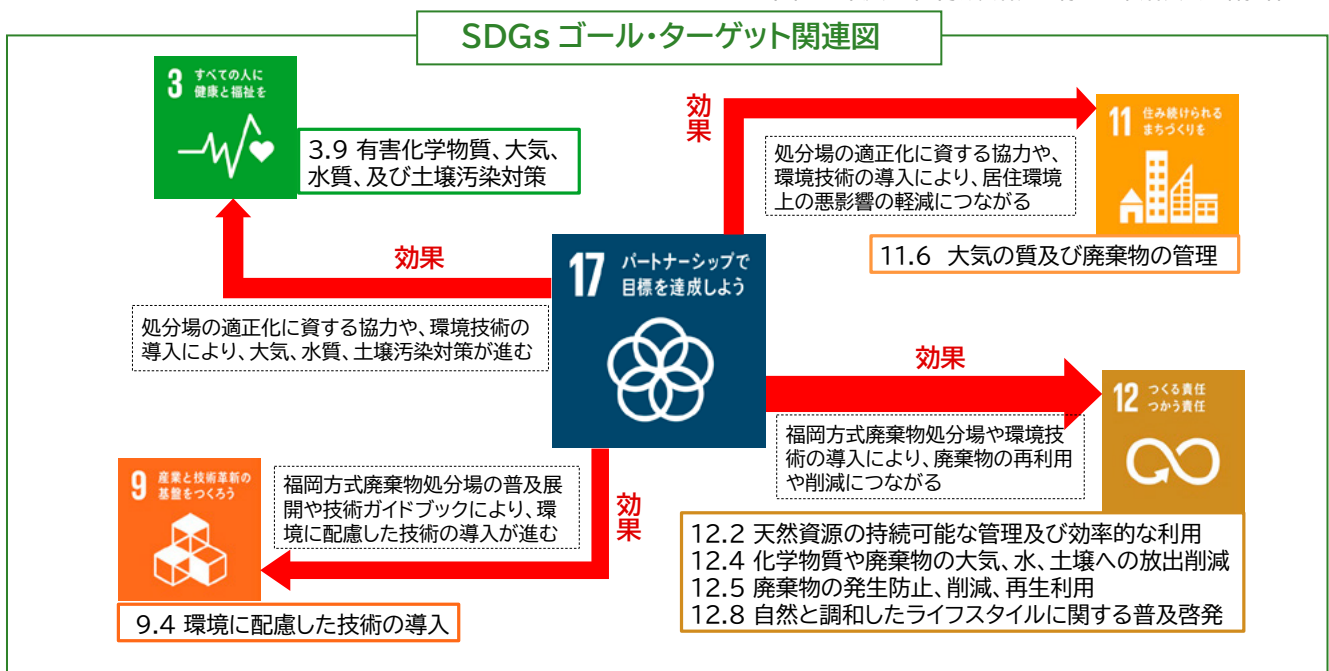 SDGs ゴール・ターゲット関連図
3 すべての人に
健康と福祉を
3.9 有害化学物質、大気、
水質、及び土壌汚染対策
効果
処分場の適正化に資する協力や、環境技術の
導入により、大気、水質、土壌汚染対策が進む
効果
処分場の適正化に資する協力や、
環境技術の導入により、居住環境
上の悪影響の軽減につながる
11 住み続けられる
まちづくりを
11.6 大気の質及び廃棄物の管理
17 パートナーシップで
目標を達成しよう
効果
福岡方式廃棄物処分場や環境技
術の導入により、廃棄物の再利用
や削減につながる
12 つくる責任
つかう責任
12.2 天然資源の持続可能な管理及び効率的な利用
12.4 化学物質や廃棄物の大気、水、土壌への放出削減
12.5 廃棄物の発生防止、削減、再生利用
12.8 自然と調和したライフスタイルに関する普及啓発
9 産業と技術革新の
基盤をつくろう
福岡方式廃棄物処分場の普及展
開や技術ガイドブックにより、環
境に配慮した技術の導入が進む
効果
9.4 環境に配慮した技術の導入